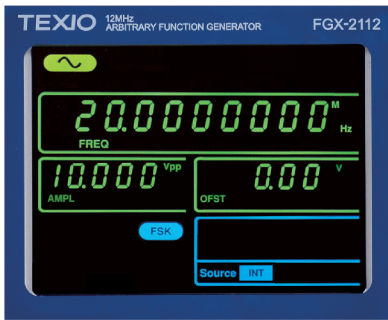 TEXIO 12MHz ARBITRARY FUNCTION GENERATOR FGX-2112
20.0000000 M Hz
FREQ
10.000 Vpp
AMPL
0.00 V
OFST
FSK
Source INT